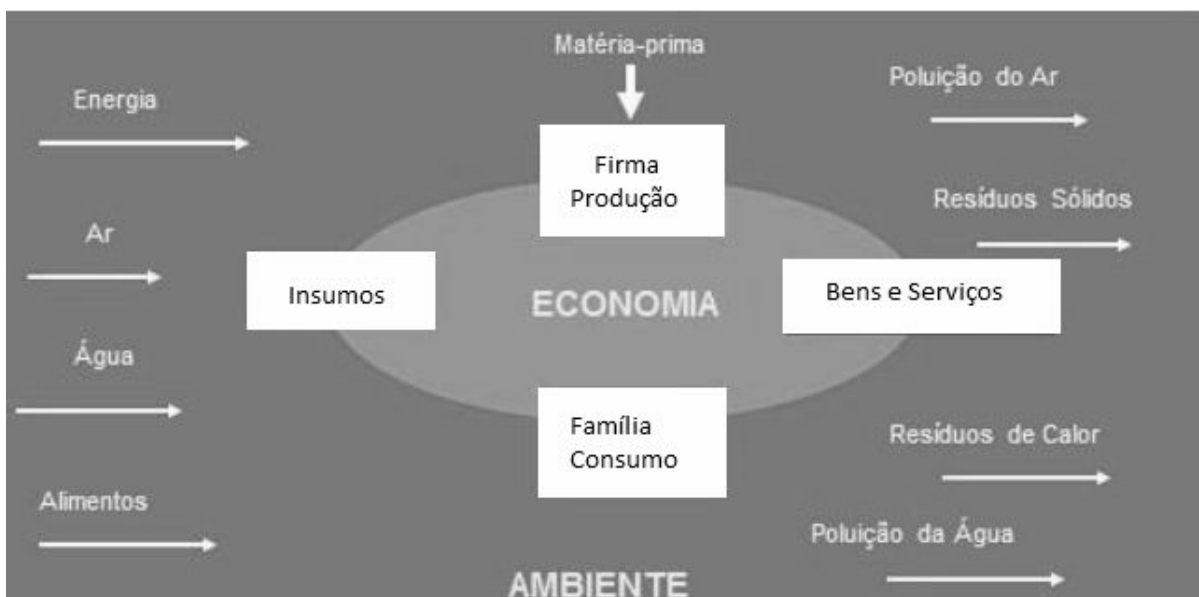 Matéria-prima
Energia
Poluição do Ar
Firma
Produção
Resíduos Sólidos
Ar
Insumos
ECONOMIA
Bens e Serviços
Água
Família
Consumo
Resíduos de Calor
Alimentos
Poluição da Água
AMBIENTE